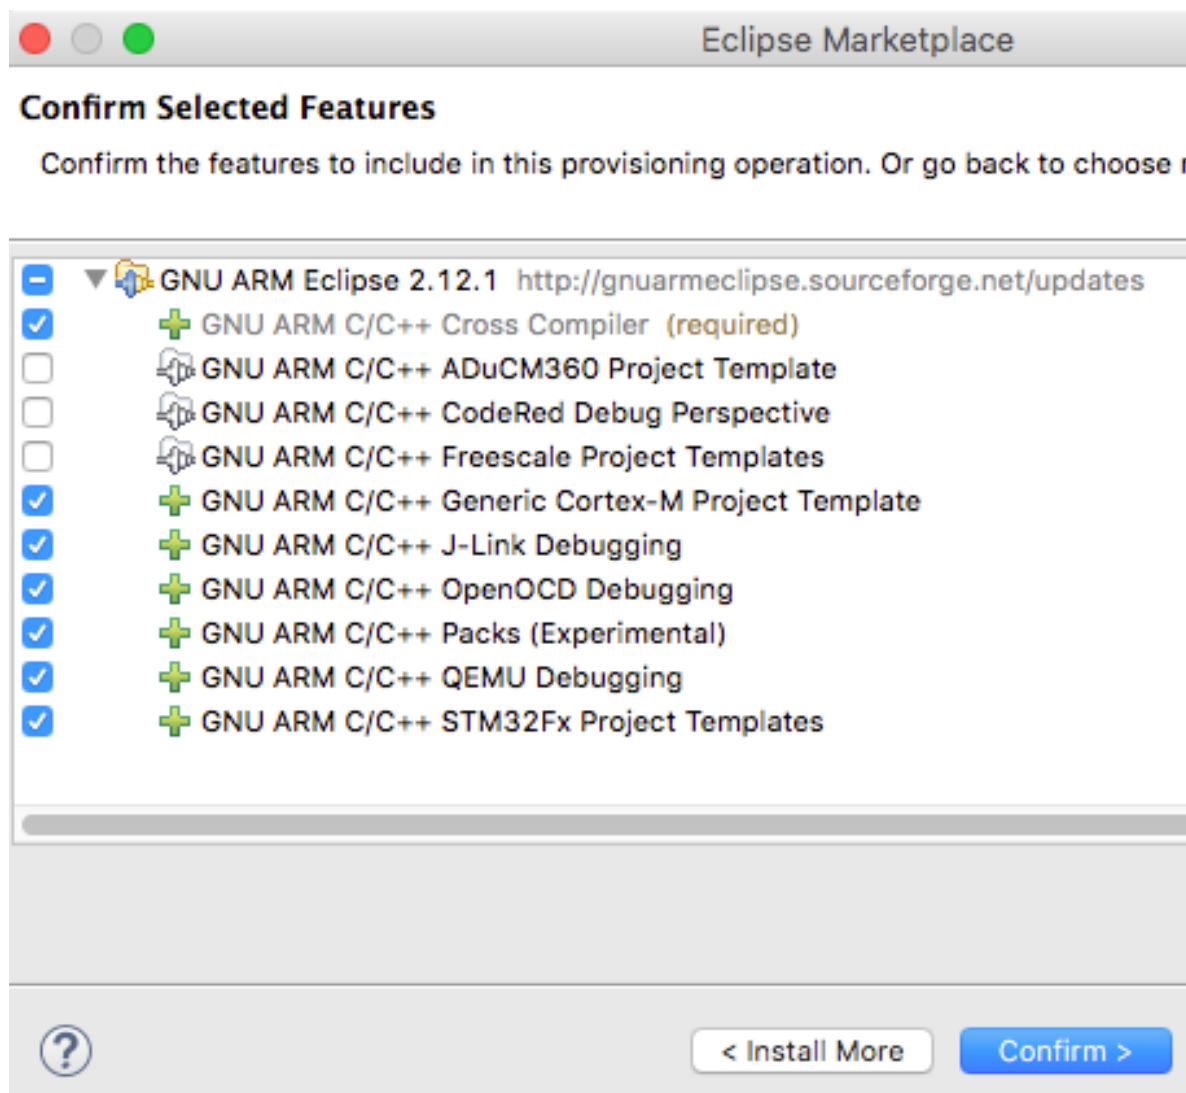 Eclipse Marketplace
Confirm Selected Features
Confirm the features to include in this provisioning operation. Or go back to choose
GNU ARM Eclipse 2.12.1 http://gnuarmeclipse.sourceforge.net/updates
GNU ARM C/C++ Cross Compiler (required)
GNU ARM C/C++ ADuCM360 Project Template
GNU ARM C/C++ CodeRed Debug Perspective
GNU ARM C/C++ Freescale Project Templates
GNU ARM C/C++ Generic Cortex-M Project Template
GNU ARM C/C++ J-Link Debugging
GNU ARM C/C++ OpenOCD Debugging
GNU ARM C/C++ Packs (Experimental)
GNU ARM C/C++ QEMU Debugging
GNU ARM C/C++ STM32Fx Project Templates
?
< Install More
Confirm >